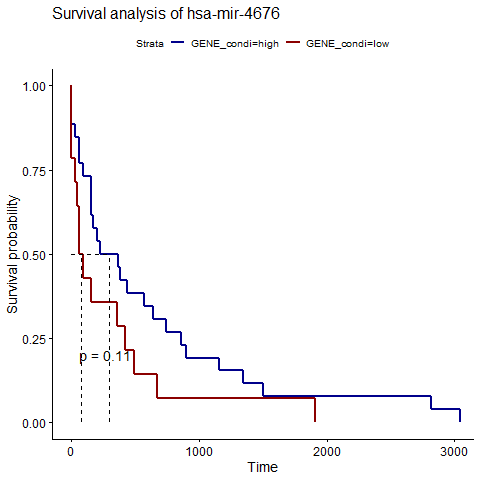 Survival analysis of hsa-mir-4676
Strata GENE_condi=high GENE_condi=low
1.00
0.75
0.50
0.25
0.00
Survival probability
p = 0.11
0 1000 2000 3000
Time